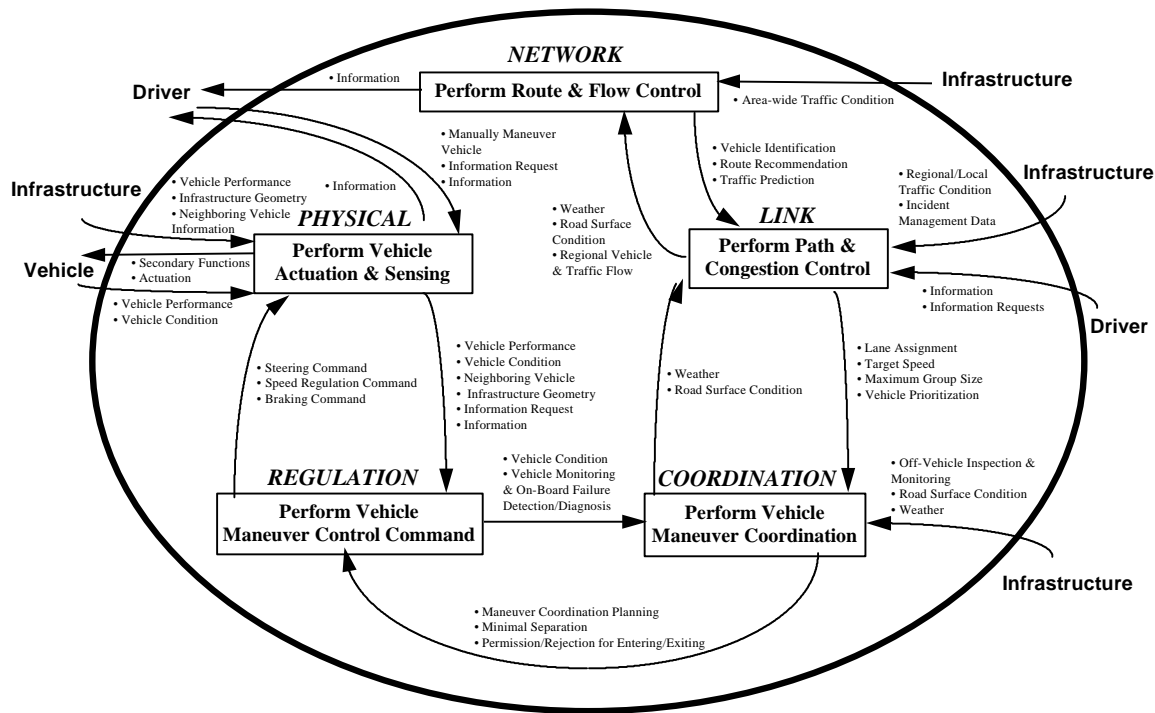 NETWORK
• Information
Perform Route & Flow Control
Infrastructure
• Area-wide Traffic Condition
Driver
• Manually Maneuver
Vehicle
• Information Request
• Information
• Vehicle Identification
• Route Recommendation
• Traffic Prediction
Infrastructure
• Vehicle Performance
• Infrastructure Geometry
• Neighboring Vehicle
Information
• Information
PHYSICAL
Perform Vehicle
Actuation & Sensing
• Weather
• Road Surface
Condition
• Regional Vehicle
& Traffic Flow
LINK
Perform Path &
Congestion Control
• Regional/Local
Traffic Condition
• Incident
Management Data
Infrastructure
Vehicle
• Secondary Functions
• Actuation
• Vehicle Performance
• Vehicle Condition
• Information
• Information Requests
Driver
• Steering Command
• Speed Regulation Command
• Braking Command
• Vehicle Performance
• Vehicle Condition
• Neighboring Vehicle
Infrastructure Geometry
• Information Request
• Information
• Weather
• Road Surface Condition
• Lane Assignment
• Target Speed
• Maximum Group Size
• Vehicle Prioritization
REGULATION
Perform Vehicle
Maneuver Control Command
• Vehicle Condition
• Vehicle Monitoring
& On-Board Failure
Detection/Diagnosis
COORDINATION
Perform Vehicle
Maneuver Coordination
• Off-Vehicle Inspection &
Monitoring
• Road Surface Condition
• Weather
Infrastructure
• Maneuver Coordination Planning
• Minimal Separation
• Permission/Rejection for Entering/Exiting